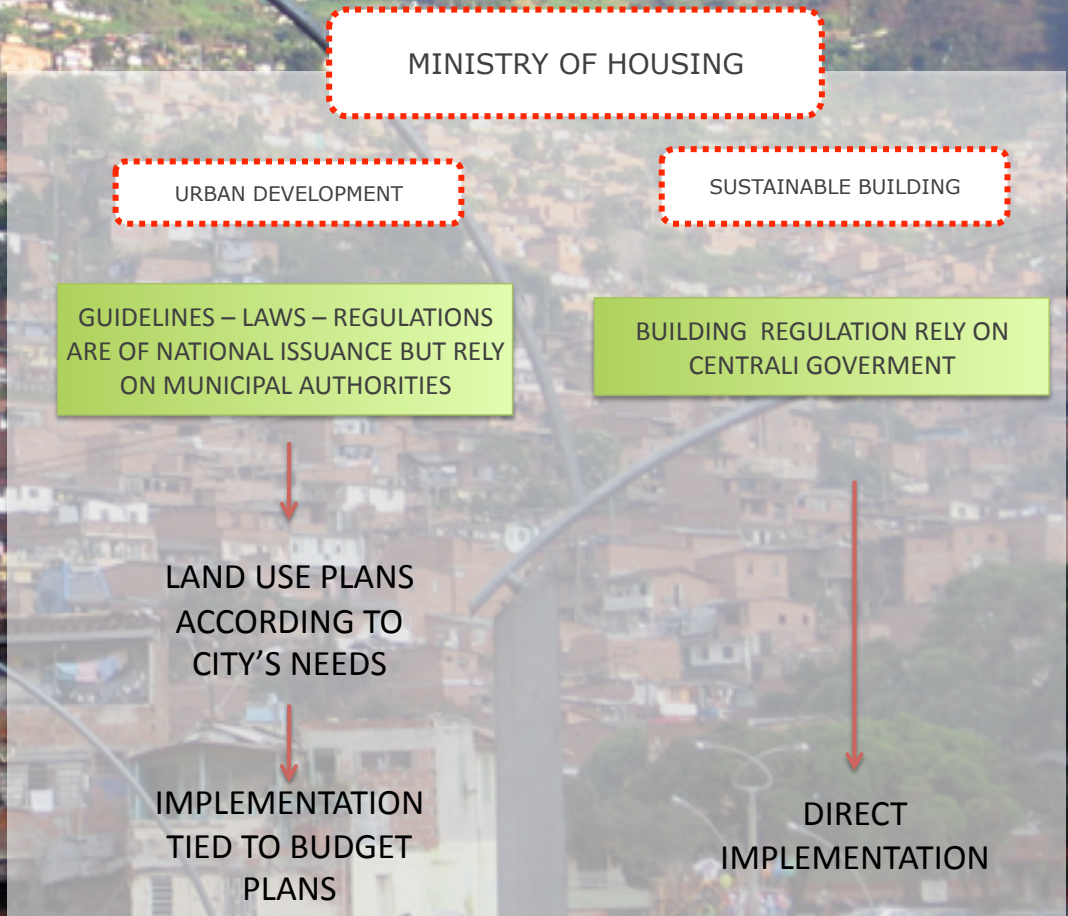 MINISTRY OF HOUSING
URBAN DEVELOPMENT
SUSTAINABLE BUILDING
GUIDELINES – LAWS – REGULATIONS
ARE OF NATIONAL ISSUANCE BUT RELY
ON MUNICIPAL AUTHORITIES
BUILDING  REGULATION RELY ON
CENTRALI GOVERMENT
LAND USE PLANS
ACCORDING TO
CITY’S NEEDS
IMPLEMENTATION
TIED TO BUDGET
PLANS
DIRECT
IMPLEMENTATION